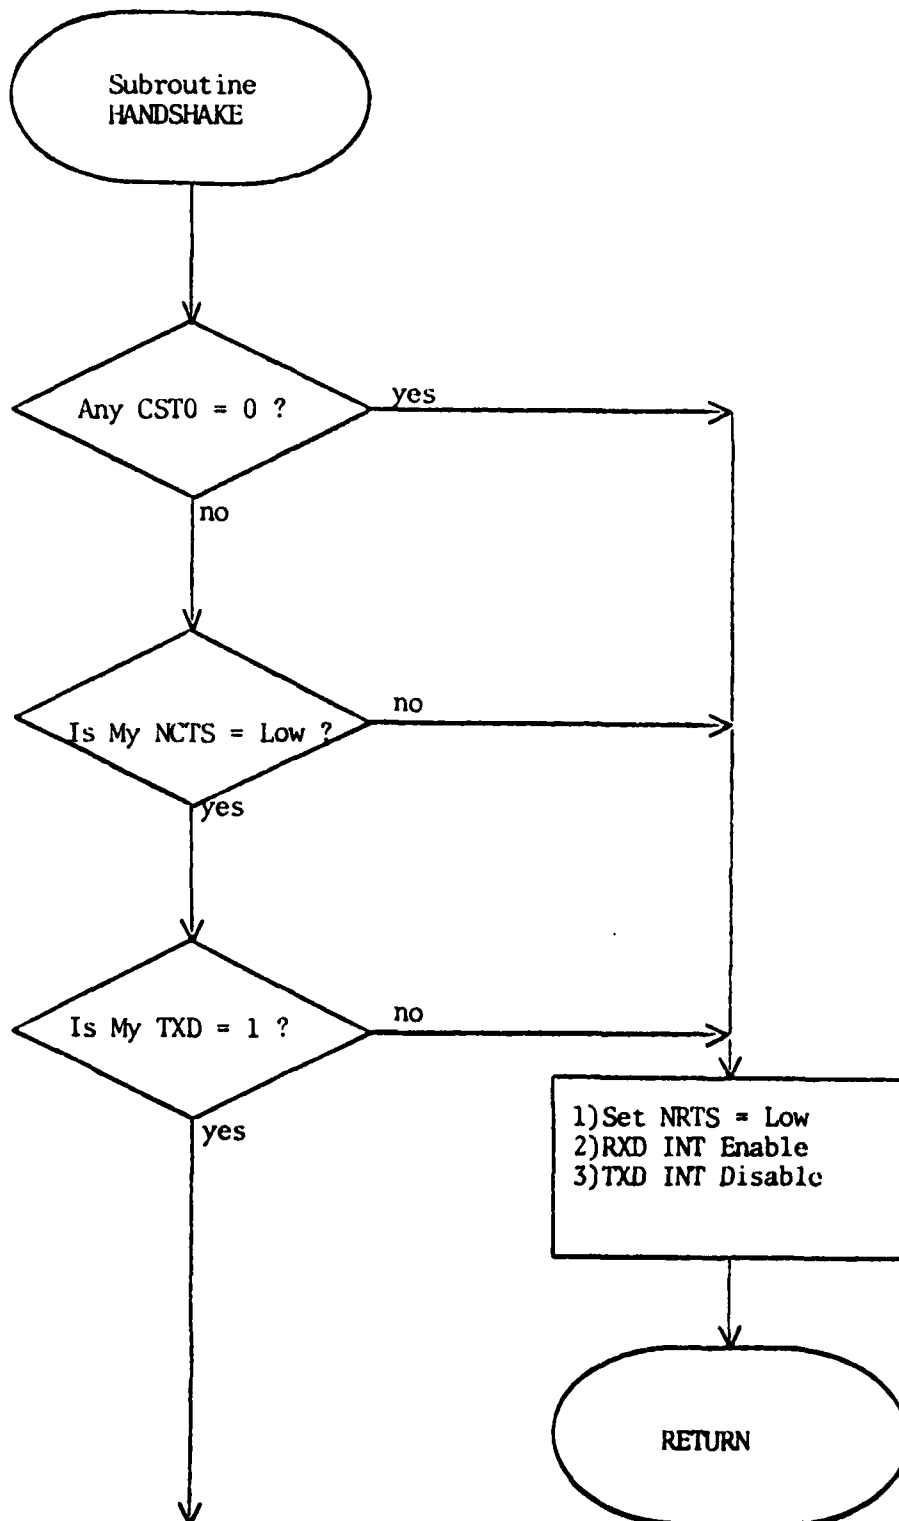 Subroutine
HANDSHAKE
Any CST0 = 0 ?
yes
no
Is My NCTS = Low ?
no
yes
Is My TXD = 1 ?
no
yes
1)Set NRTS = Low
2)RXD INT Enable
3)TXD INT Disable
RETURN